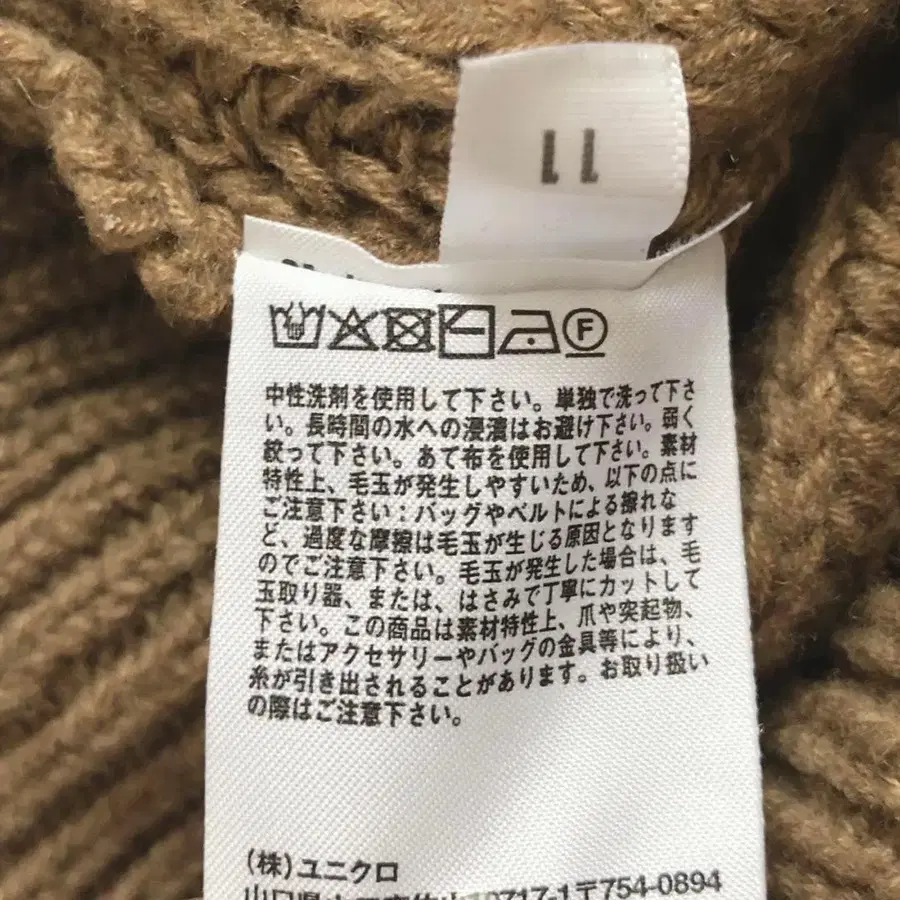 11
F
中性洗剤を使用して下さい。単独で洗って下さ
い。長時間の水への浸漬はお避け下さい。弱く
絞って下さい。あて布を使用して下さい。素材
特性上、毛玉が発生しやすいため、以下の点に
ご注意下さい：バッグやベルトによる擦れな
ど、過度な摩擦は毛玉が生じる原因となります
のでご注意下さい。毛玉が発生した場合は、毛
玉取り器、または、はさみで丁寧にカットして
下さい。この商品は素材特性上、爪や突起物、
またはアクセサリーやバッグの金具等により、
糸が引き出されることがあります。お取り扱い
の際はご注意下さい。
(株)ユニクロ
717-1〒754-0894